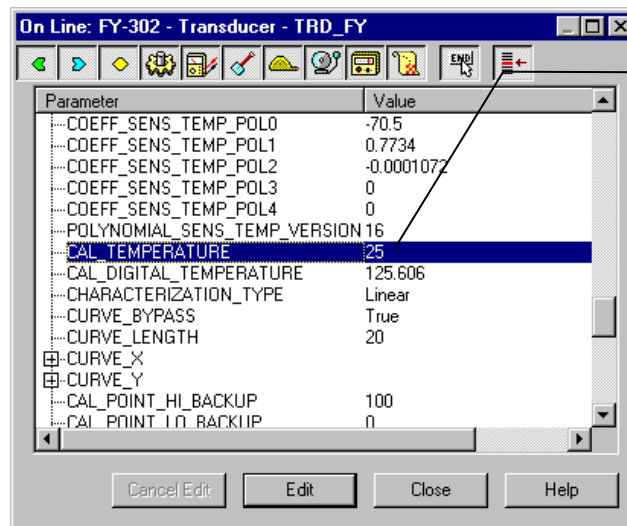 On Line: FY-302 - Transducer - TRD_FY
END
Parameter Value
COEFF_SENS_TEMP_POL0 -70.5
COEFF_SENS_TEMP_POL1 0.7734
COEFF_SENS_TEMP_POL2 -0.0001072
COEFF_SENS_TEMP_POL3 0
COEFF_SENS_TEMP_POL4 0
POLYNOMIAL_SENS_TEMP_VERSION 16
CAL_TEMPERATURE 25
CAL_DIGITAL_TEMPERATURE 125.606
CHARACTERIZATION_TYPE Linear
CURVE_BYPASS True
CURVE_LENGTH 20
CURVE_X
CURVE_Y
CAL_POINT_HI_BACKUP 100
CAL_POINT_LO_BACKUP 0
Cancel Edit Edit Close Help